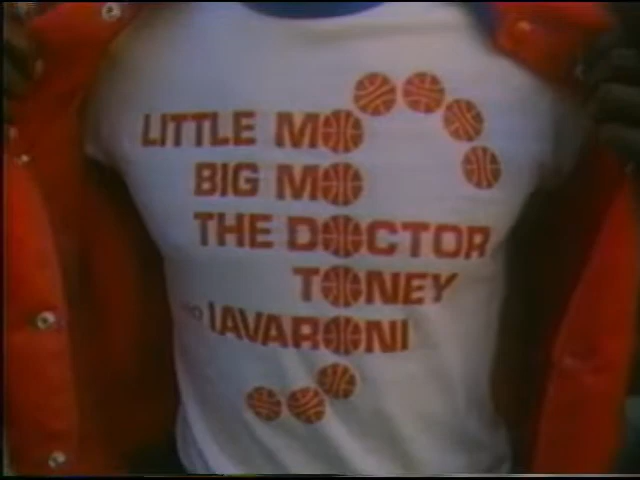 LITTLE MO
BIG MO
THE DOCTOR
TONEY
IAVARONI